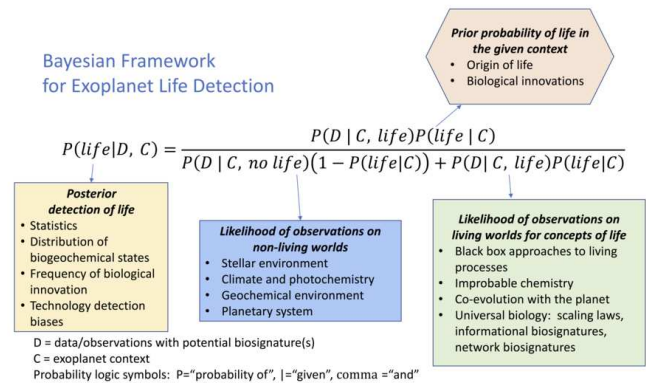 Bayesian Framework
for Exoplanet Life Detection
Prior probability of life in
the given context
• Origin of life
• Biological innovations
P(life|D, C) = P(D | C, life)P(life | C)
P(D | C, no life)(1 − P(life|C)) + P(D| C, life)P(life|C)
Posterior
detection of life
• Statistics
• Distribution of
biogeochemical states
• Frequency of biological
innovation
• Technology detection
biases
Likelihood of observations on
non-living worlds
• Stellar environment
• Climate and photochemistry
• Geochemical environment
• Planetary system
Likelihood of observations on
living worlds for concepts of life
• Black box approaches to living
processes
• Improbable chemistry
• Co-evolution with the planet
• Universal biology: scaling laws,
informational biosignatures,
network biosignatures
D = data/observations with potential biosignature(s)
C = exoplanet context
Probability logic symbols: P=“probability of”, |=“given”, comma =“and”